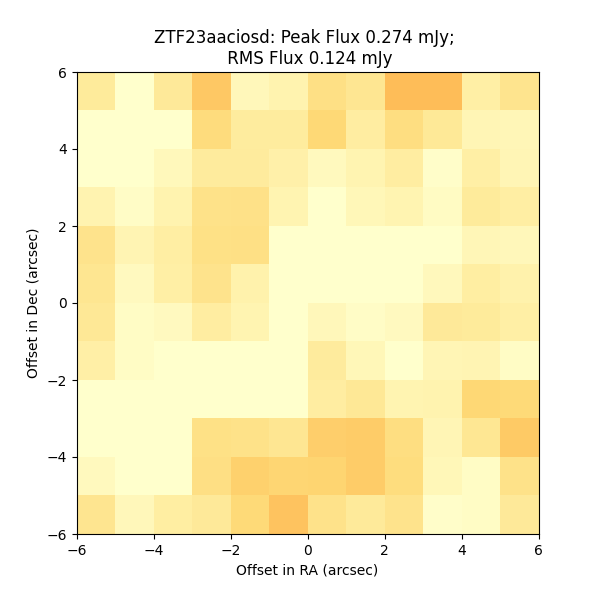 ZTF23aaciosd: Peak Flux 0.274 mJy;
RMS Flux 0.124 mJy
6
4
2
0
−2
−4
−6
Offset in Dec (arcsec)
−6 −4 −2 0 2 4 6
Offset in RA (arcsec)